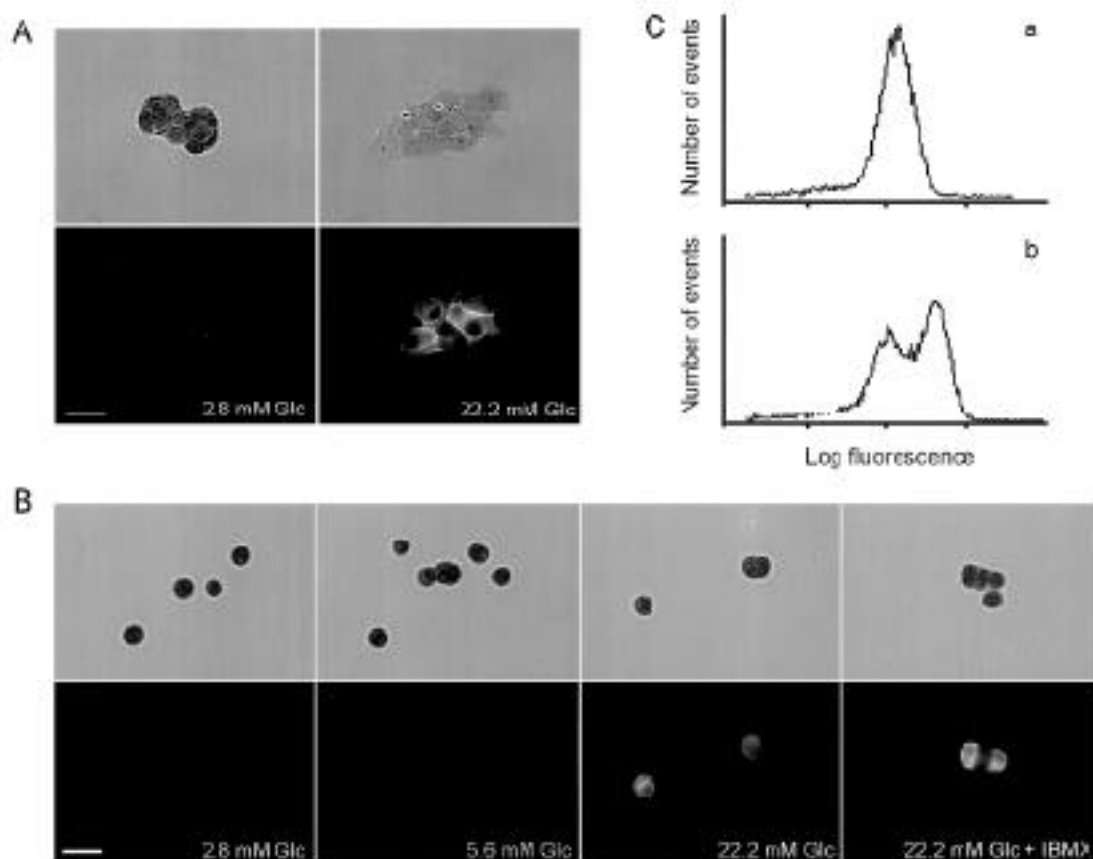 A
2.8 mM Glc
22.2 mM Glc
C
Number of events
a
Number of events
b
Log fluorescence
B
2.8 mM Glc
5.6 mM Glc
22.2 mM Glc
22.2 mM Glc + IBMX